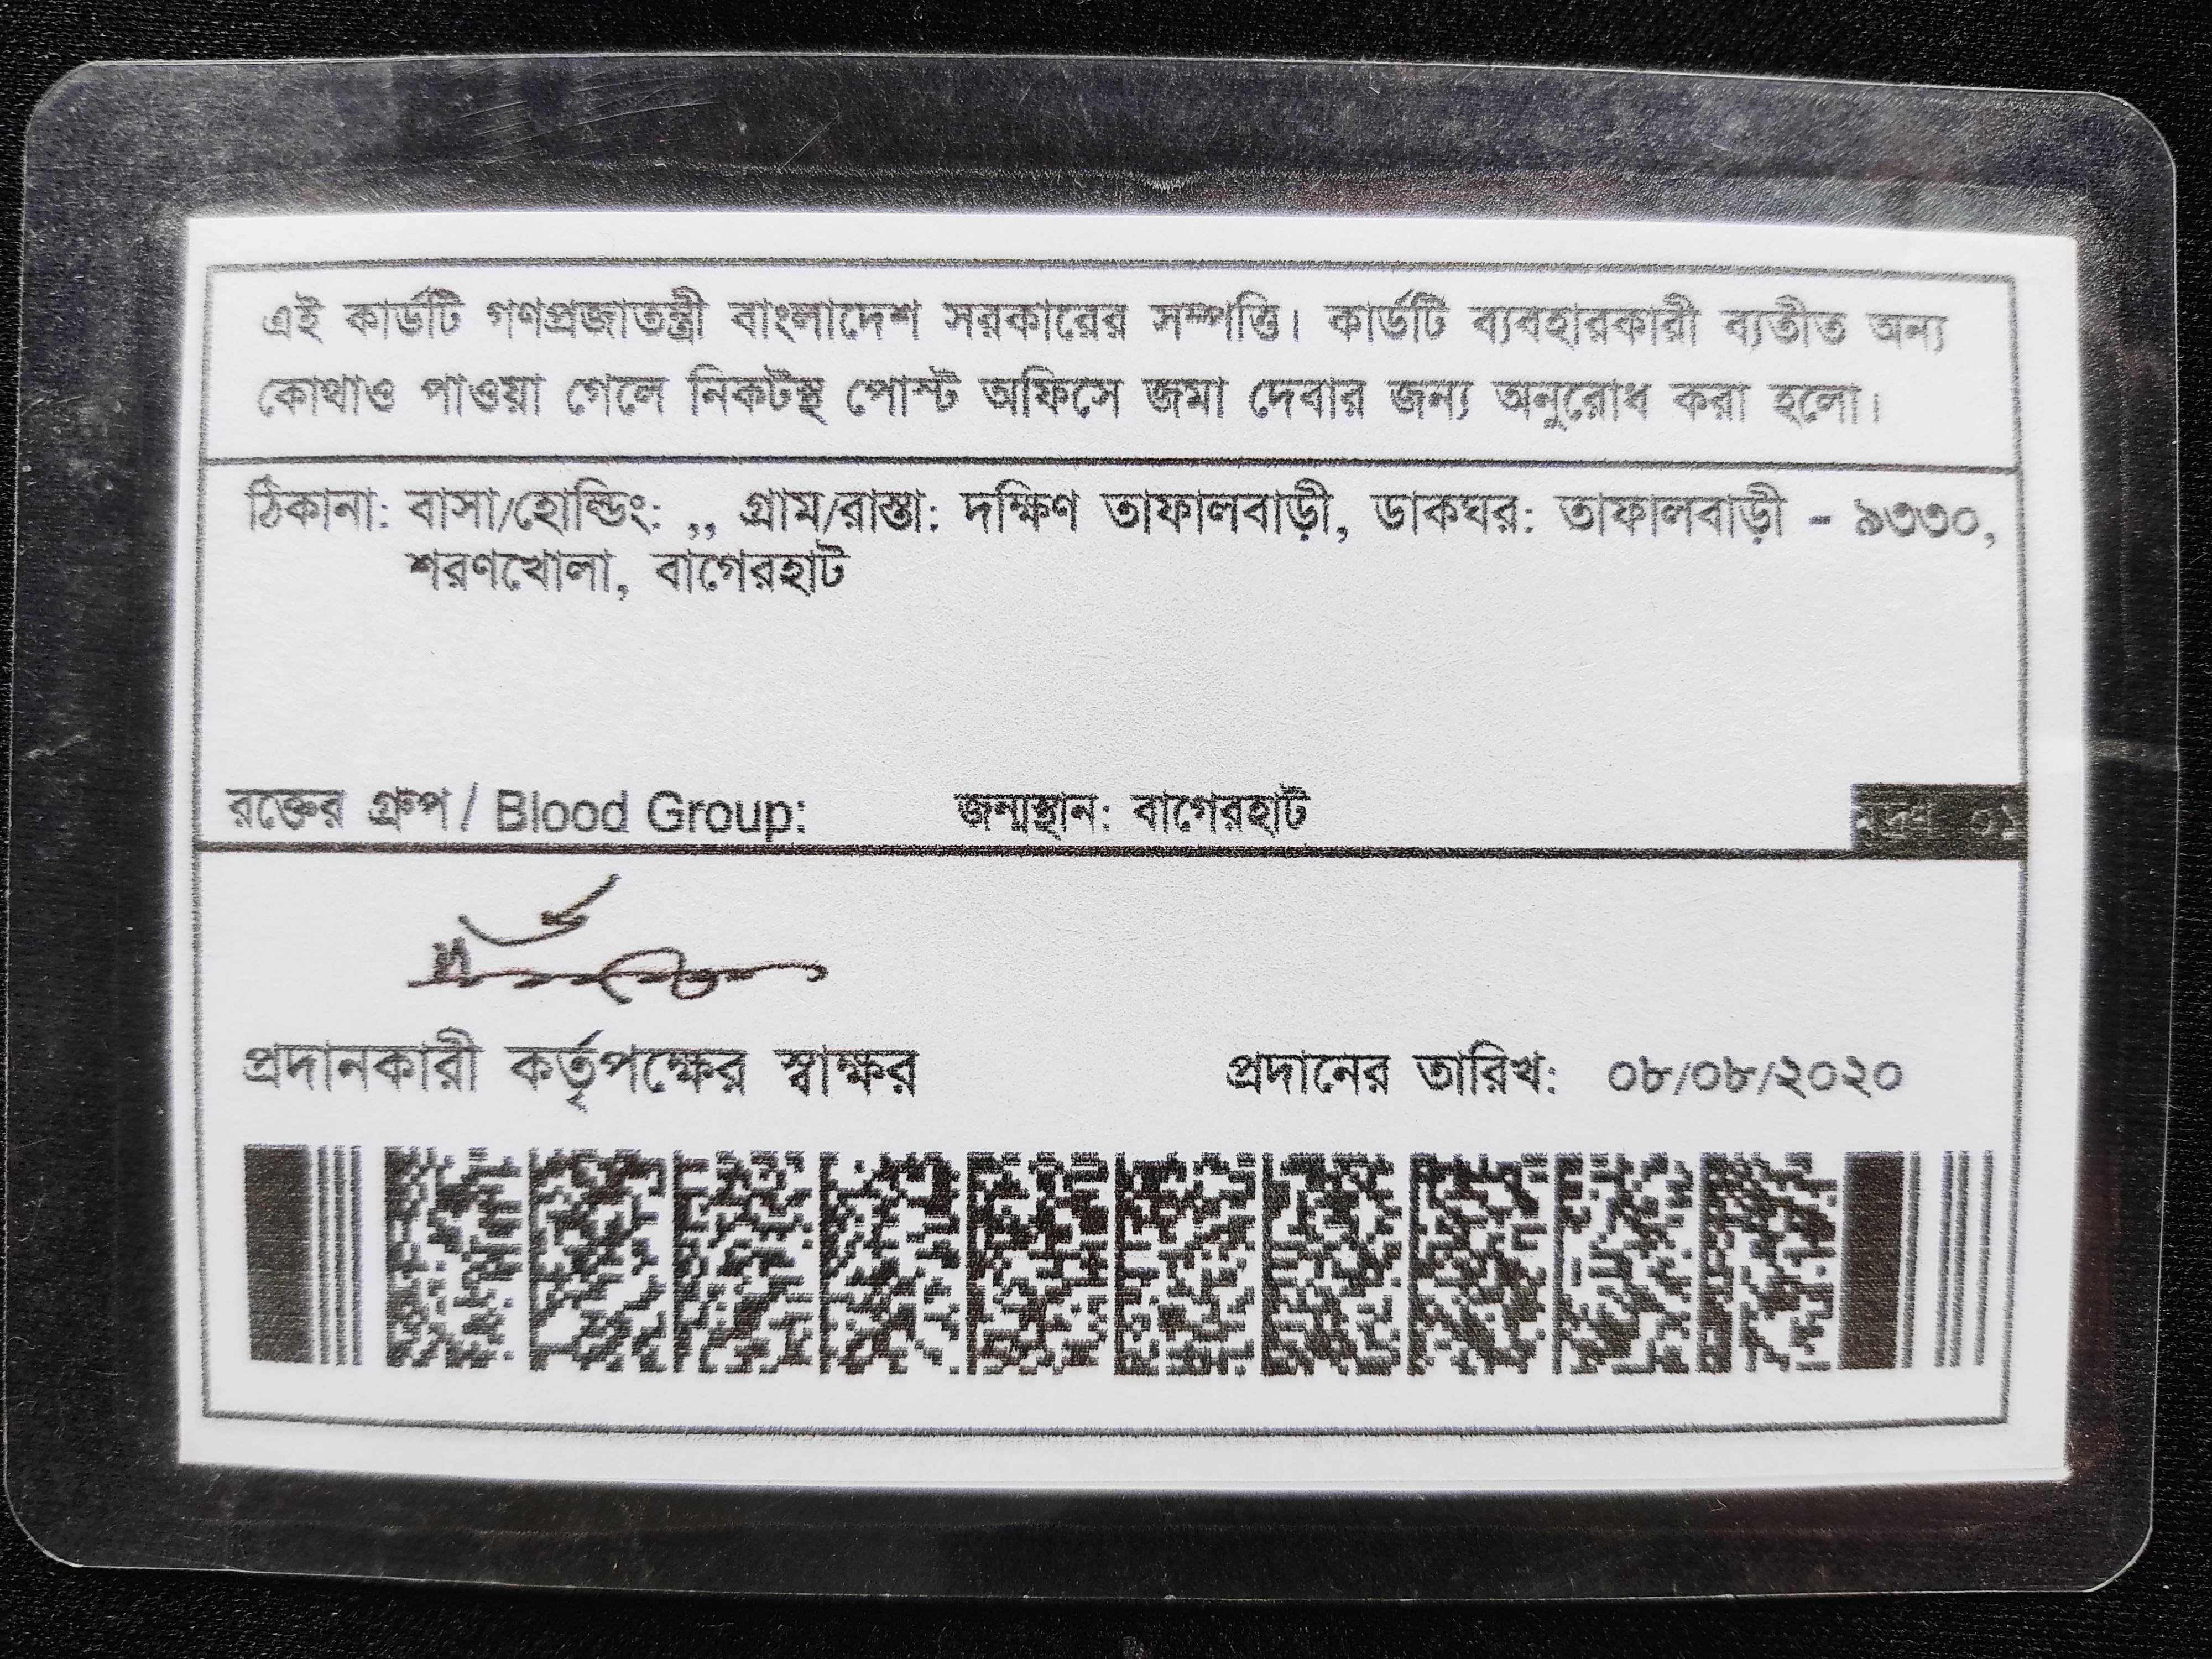 এই কার্ডটি গণপ্রজাতন্ত্রী বাংলাদেশ সরকারের সম্পত্তি। কার্ডটি ব্যবহারকারী ব্যতীত অন্য
কোথাও পাওয়া গেলে নিকটস্থ পোস্ট অফিসে জমা দেবার জন্য অনুরোধ করা হলো।
ঠিকানা: বাসা/হোল্ডিং: ,, গ্রাম/রাস্তা: দক্ষিণ তাফালবাড়ী, ডাকঘর: তাফালবাড়ী - ৯৩৩০,
শরণখোলা, বাগেরহাট
রক্তের গ্রুপ / Blood Group: জন্মস্থান: বাগেরহাট
প্রদানকারী কর্তৃপক্ষের স্বাক্ষর প্রদানের তারিখ: ০৮/০৮/২০২০